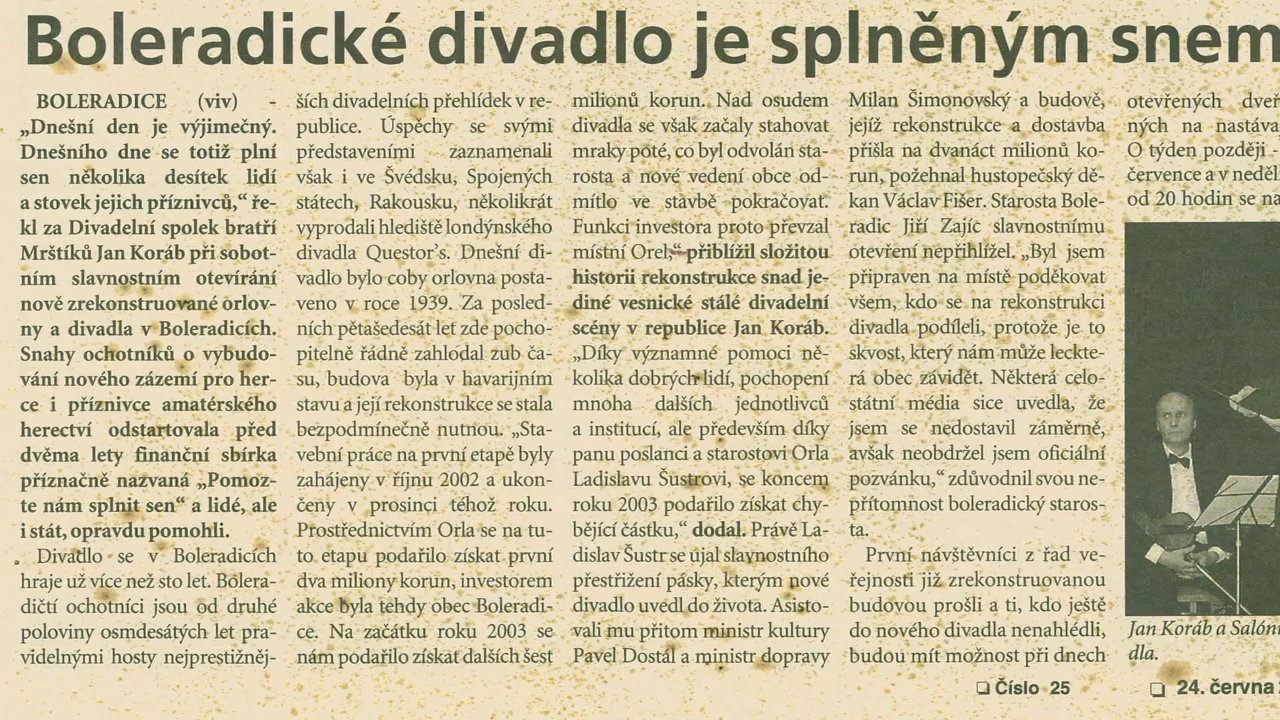 Boleradické divadlo je splněným snem
BOLERADICE (viv) -
„Dnešní den je výjimečný.
Dnešního dne se totiž plní
sen několika desítek lidí
a stovek jejich příznivců,“ ře-
kl za Divadelní spolek bratří
Mrštíků Jan Koráb při sobot-
ním slavnostním otevírání
nově zrekonstruované orlov-
ny a divadla v Boleradicích.
Snahy ochotníků o vybudo-
vání nového zázemí pro her-
ce i příznivce amatérského
herectví odstartovala před
dvěma lety finanční sbírka
příznačně nazvaná „Pomoz-
te nám splnit sen“ a lidé, ale
i stát, opravdu pomohli.
Divadlo se v Boleradicích
hraje už více než sto let. Bolera-
dičtí ochotníci jsou od druhé
poloviny osmdesátých let pra-
videlnými hosty nejprestižněj-
ších divadelních přehlídek v re-
publice. Úspěchy se svými
představeními zaznamenali
však i ve Švédsku, Spojených
státech, Rakousku, několikrát
vyprodali hlediště londýnského
divadla Questor's. Dnešní di-
vadlo bylo coby orlovna posta-
veno v roce 1939. Za posled-
ních pětašedesát let zde pocho-
pitelně řádně zahlodal zub ča-
su, budova byla v havarijním
stavu a její rekonstrukce se stala
bezpodmínečně nutnou. „Sta-
vební práce na první etapě byly
zahájeny v říjnu 2002 a ukon-
čeny v prosinci téhož roku.
Prostřednictvím Orla se na tu-
to etapu podařilo získat první
dva miliony korun, investorem
akce byla tehdy obec Boleradi-
ce. Na začátku roku 2003 se
nám podařilo získat dalších šest
milionů korun. Nad osudem
divadla se však začaly stahovat
mraky poté, co byl odvolán sta-
rosta a nové vedení obce od-
mítlo ve stavbě pokračovat.
Funkci investora proto převzal
místní Orel,“ přiblížil složitou
historii rekonstrukce snad je-
diné vesnické stálé divadelní
scény v republice Jan Koráb.
„Díky významné pomoci ně-
kolika dobrých lidí, pochopení
mnoha dalších jednotlivců
a institucí, ale především díky
panu poslanci a starostovi Orla
Ladislavu Šustrovi, se koncem
roku 2003 podařilo získat chy-
bějící částku,“ dodal. Právě La-
dislav Šustr se ujal slavnostního
přestřižení pásky, kterým nové
divadlo uvedl do života. Asisto-
vali mu přitom ministr kultury
Pavel Dostál a ministr dopravy
Milan Šimonovský a budově,
jejíž rekonstrukce a dostavba
přišla na dvanáct milionů ko-
run, požehnal hustopečský dě-
kan Václav Fišer. Starosta Bole-
radic Jiří Zajíc slavnostnímu
otevření nepřihlížel. „Byl jsem
připraven na místě poděkovat
všem, kdo se na rekonstrukci
divadla podíleli, protože je to
skvost, který nám může leckte-
rá obec závidět. Některá celo-
státní média sice uvedla, že
jsem se nedostavil záměrně,
avšak neobdržel jsem oficiální
pozvánku,“ zdůvodnil svou ne-
přítomnost boleradický staros-
ta.
První návštěvníci z řad ve-
řejnosti již zrekonstruovanou
budovou prošli a ti, kdo ještě
do nového divadla nenahlédli,
budou mít možnost při dnech
otevřených dveř
ných na nastáva
O týden později -
července a v neděl
od 20 hodin se na
Jan Koráb a Salón
dla.
Číslo 25
24. června